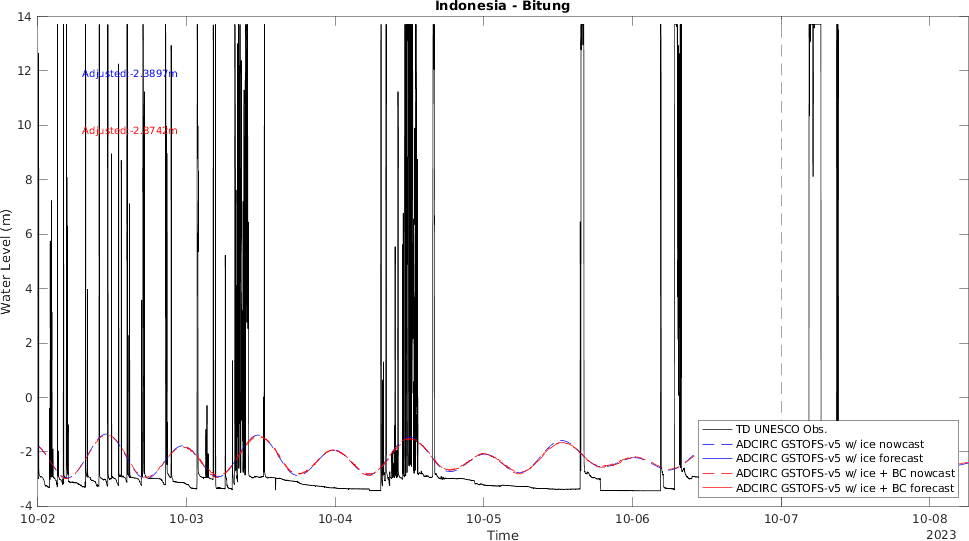 Indonesia - Bitung
14
12
10
8
6
4
2
0
-2
-4
Water Level (m)
Adjusted:-2.3897m
Adjusted:-2.3742m
TD UNESCO Obs.
ADCIRC GSTOFS-v5 w/ ice nowcast
ADCIRC GSTOFS-v5 w/ ice forecast
ADCIRC GSTOFS-v5 w/ ice + BC nowcast
ADCIRC GSTOFS-v5 w/ ice + BC forecast
10-02 10-03 10-04 10-05 10-06 10-07 10-08
Time
2023